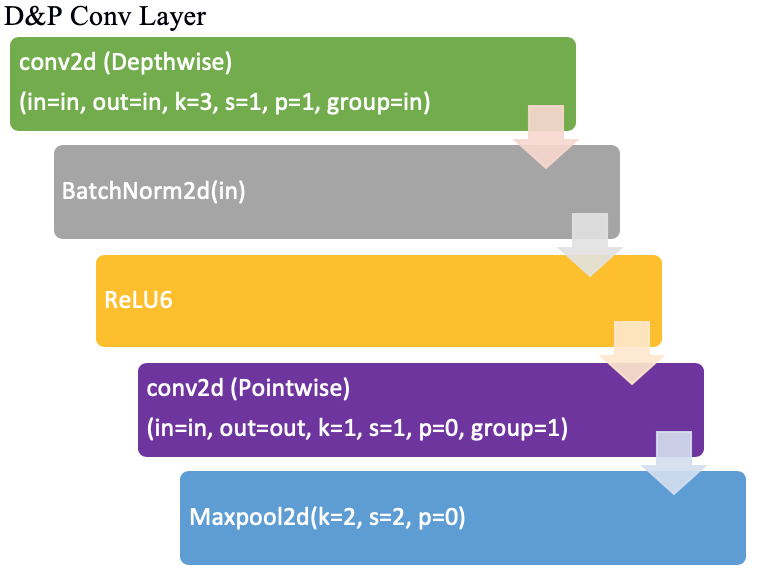 D&P Conv Layer
conv2d (Depthwise)
(in=in, out=in, k=3, s=1, p=1, group=in)
BatchNorm2d(in)
ReLU6
conv2d (Pointwise)
(in=in, out=out, k=1, s=1, p=0, group=1)
Maxpool2d(k=2, s=2, p=0)